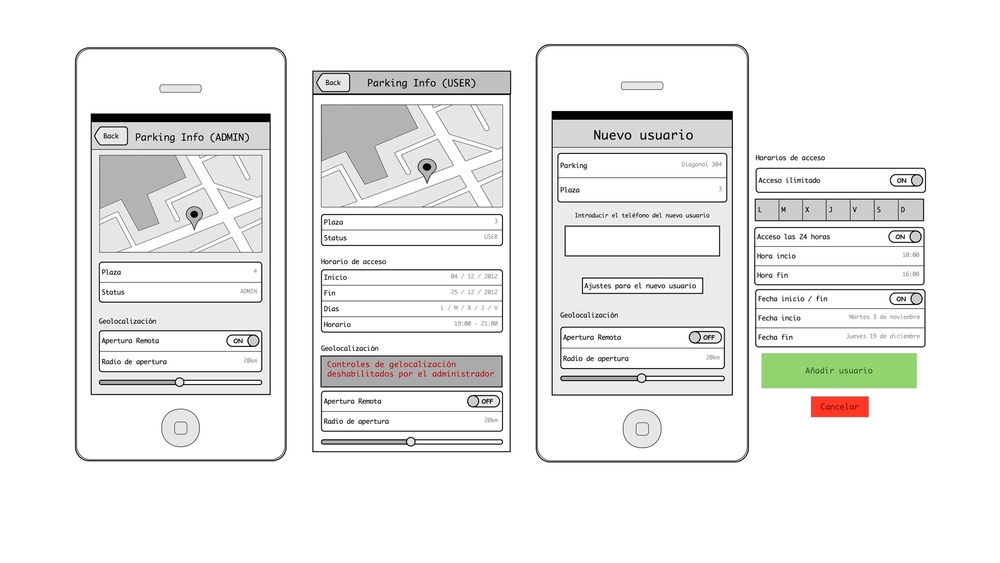 Back
Parking Info (ADMIN)
Plaza 4
Status ADMIN
Geolocalización
Apertura Remota ON
Radio de apertura 20km
Back
Parking Info (USER)
Plaza 3
Status USER
Horario de acceso
Inicio 04 / 12 / 2012
Fin 25 / 12 / 2012
Dias L / M / X / J / V
Horario 19:00 - 21:00
Geolocalización
Controles de gelocalización
deshabilitados por el administrador
Apertura Remota OFF
Radio de apertura 20km
Nuevo usuario
Parking Diagonal 304
Plaza 3
Introducir el teléfono del nuevo usuario
Ajustes para el nuevo usuario
Geolocalización
Apertura Remota OFF
Radio de apertura 20km
Horarios de acceso
Acceso ilimitado ON
L M X J V S D
Acceso las 24 horas ON
Hora incio 10:00
Hora fin 16:00
Fecha inicio / fin ON
Fecha incio Martes 3 de noviembre
Fecha fin Jueves 19 de diciembre
Añadir usuario
Cancelar